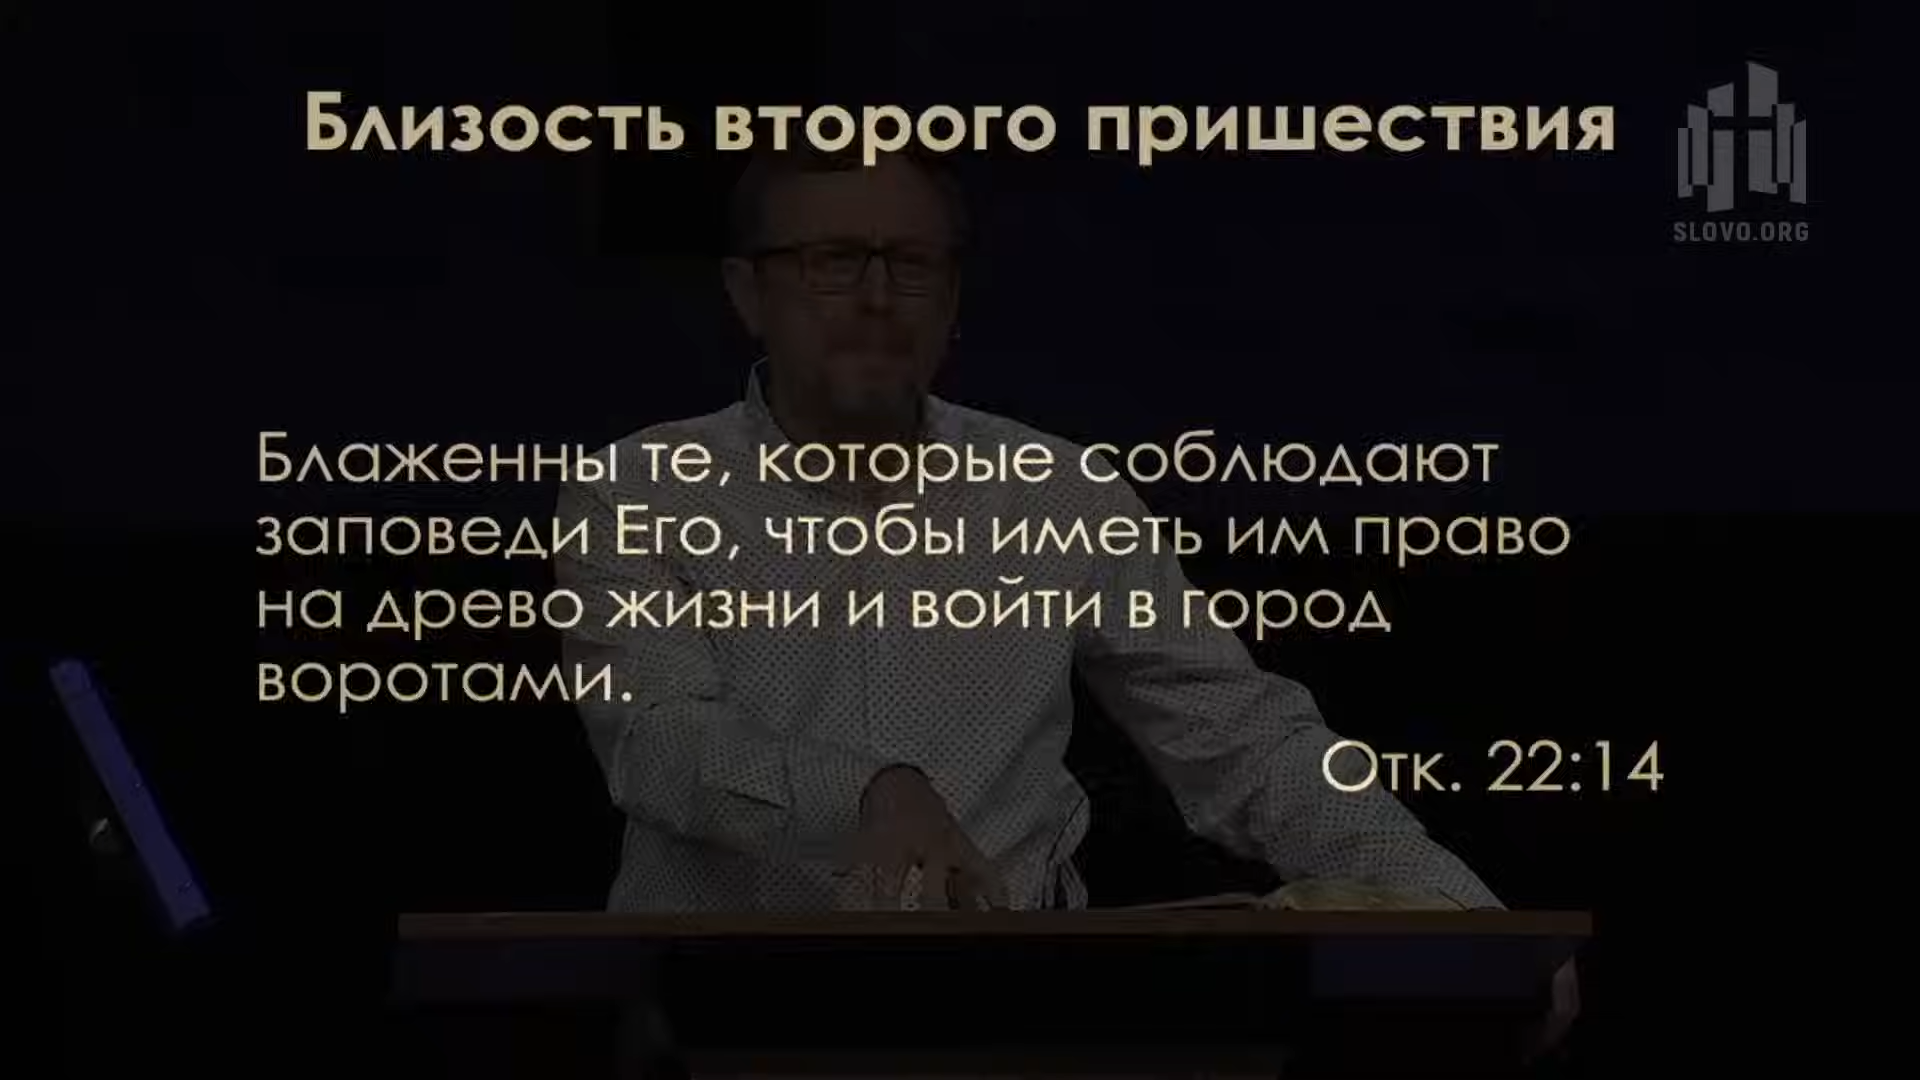 Близость второго пришествия
SLOVO.ORG
Блаженны те, которые соблюдают
заповеди Его, чтобы иметь им право
на древо жизни и войти в город
воротами.
Отк. 22:14